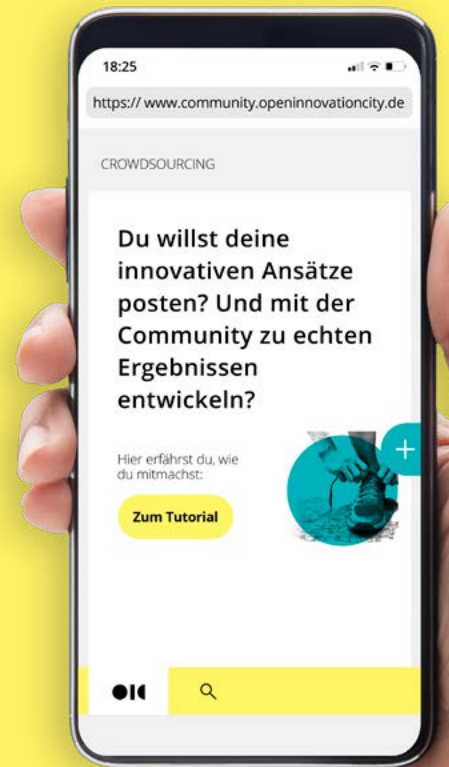 18:25
https:// www.community.openinnovationcity.de
CROWDSOURCING
Du willst deine
innovativen Ansätze
posten? Und mit der
Community zu echten
Ergebnissen
entwickeln?
Hier erfährst du, wie
du mitmachst:
Zum Tutorial